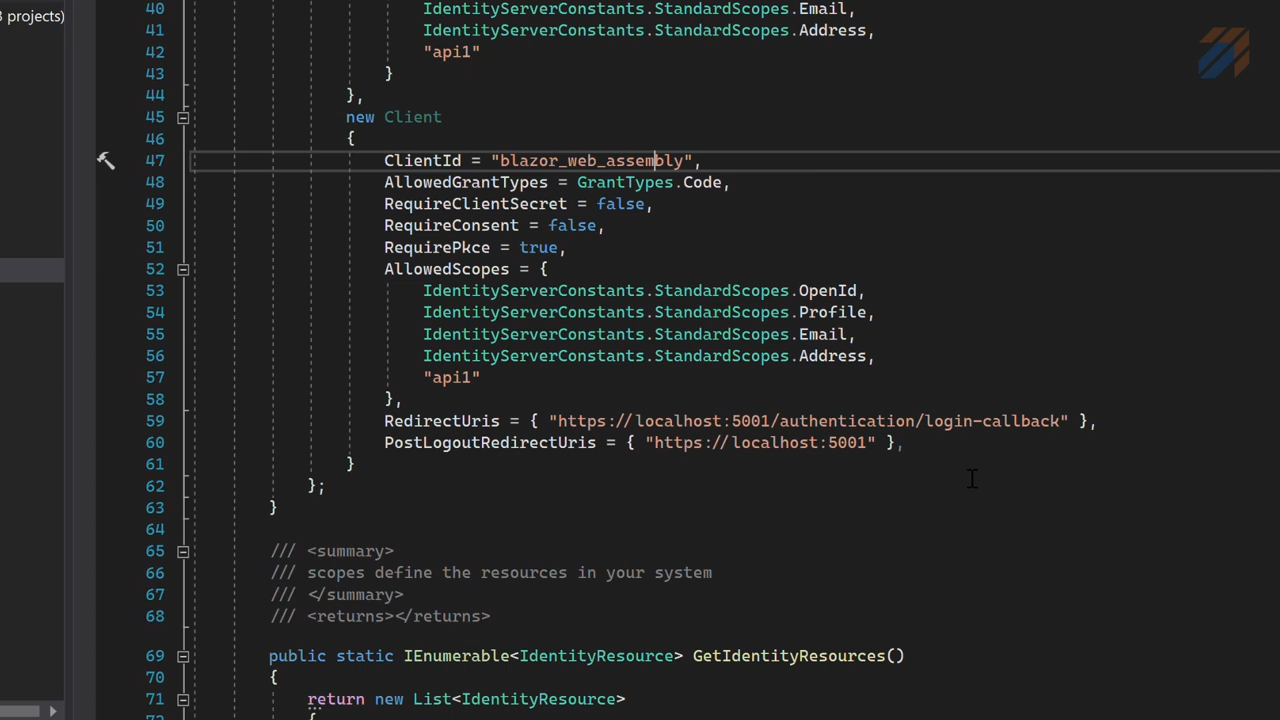 3 projects)
40 IdentityServerConstants.StandardScopes.Email,
41 IdentityServerConstants.StandardScopes.Address,
42 "api1"
43 }
44 },
45 new Client
46 {
47 ClientId = "blazor_web_assembly",
48 AllowedGrantTypes = GrantTypes.Code,
49 RequireClientSecret = false,
50 RequireConsent = false,
51 RequirePkce = true,
52 AllowedScopes = {
53 IdentityServerConstants.StandardScopes.OpenId,
54 IdentityServerConstants.StandardScopes.Profile,
55 IdentityServerConstants.StandardScopes.Email,
56 IdentityServerConstants.StandardScopes.Address,
57 "api1"
58 },
59 RedirectUris = { "https://localhost:5001/authentication/login-callback" },
60 PostLogoutRedirectUris = { "https://localhost:5001" },
61 }
62 };
63 }
64
65 /// <summary>
66 /// scopes define the resources in your system
67 /// </summary>
68 /// <returns></returns>
69 public static IEnumerable<IdentityResource> GetIdentityResources()
70 {
71 return new List<IdentityResource>
{